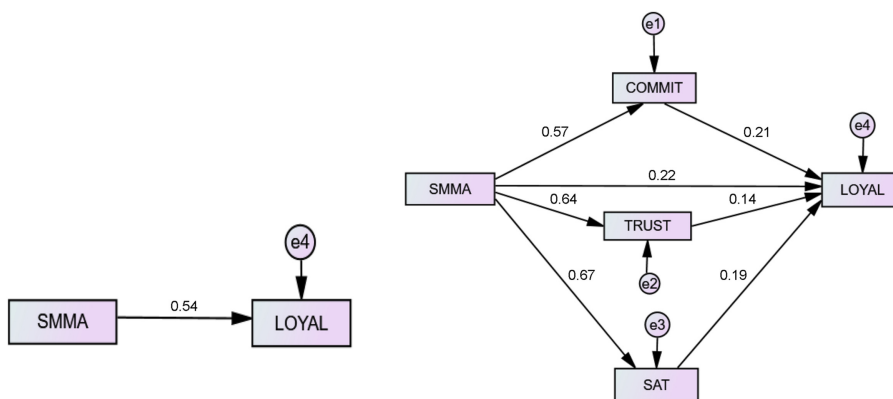 SMMA
0.54
e4
LOYAL
e1
COMMIT
0.57
0.21
e4
SMMA
0.22
LOYAL
0.64
0.14
TRUST
0.67
e2
0.19
e3
SAT